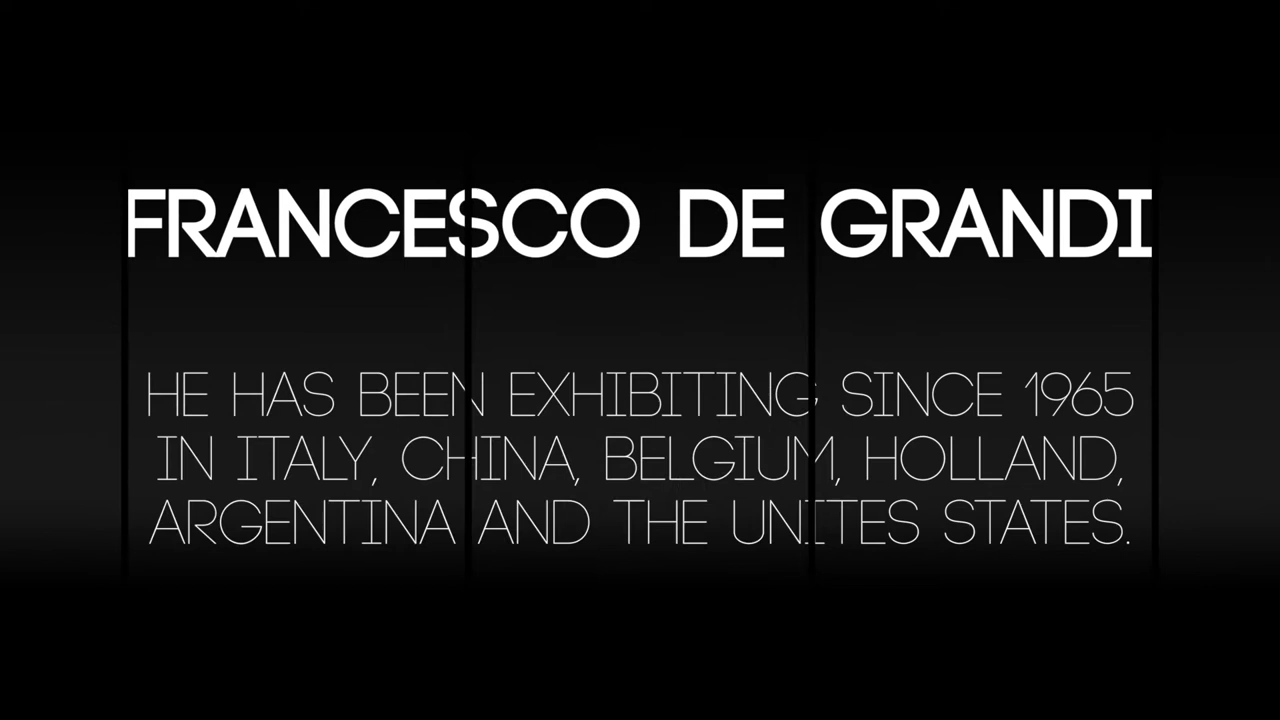 FRANCESCO DE GRANDI
HE HAS BEEN EXHIBITING SINCE 1965
IN ITALY, CHINA, BELGIUM, HOLLAND,
ARGENTINA AND THE UNITES STATES.